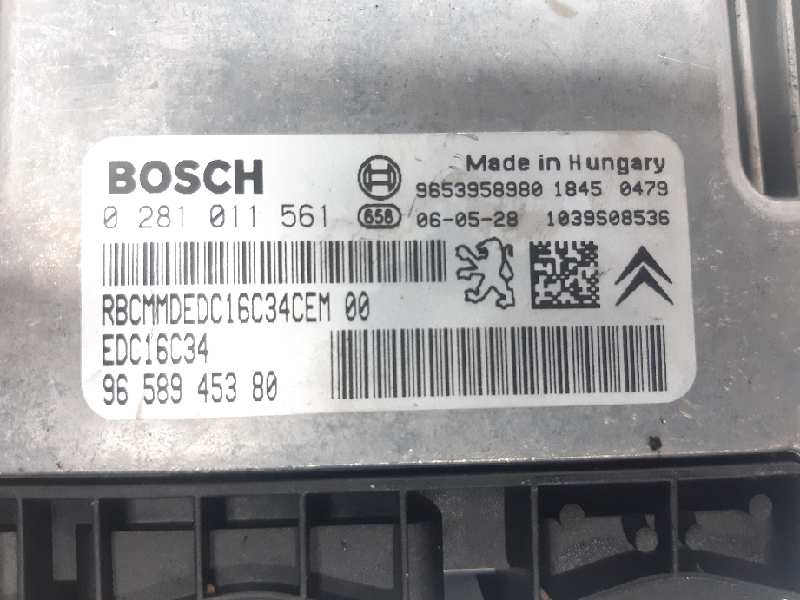 BOSCH
Made in Hungary
9653958980 1845 0479
0 281 011 561
658
06-05-28 1039S08536
RBCMMDEDC16C34CEM 00
EDC16C34
96 589 453 80